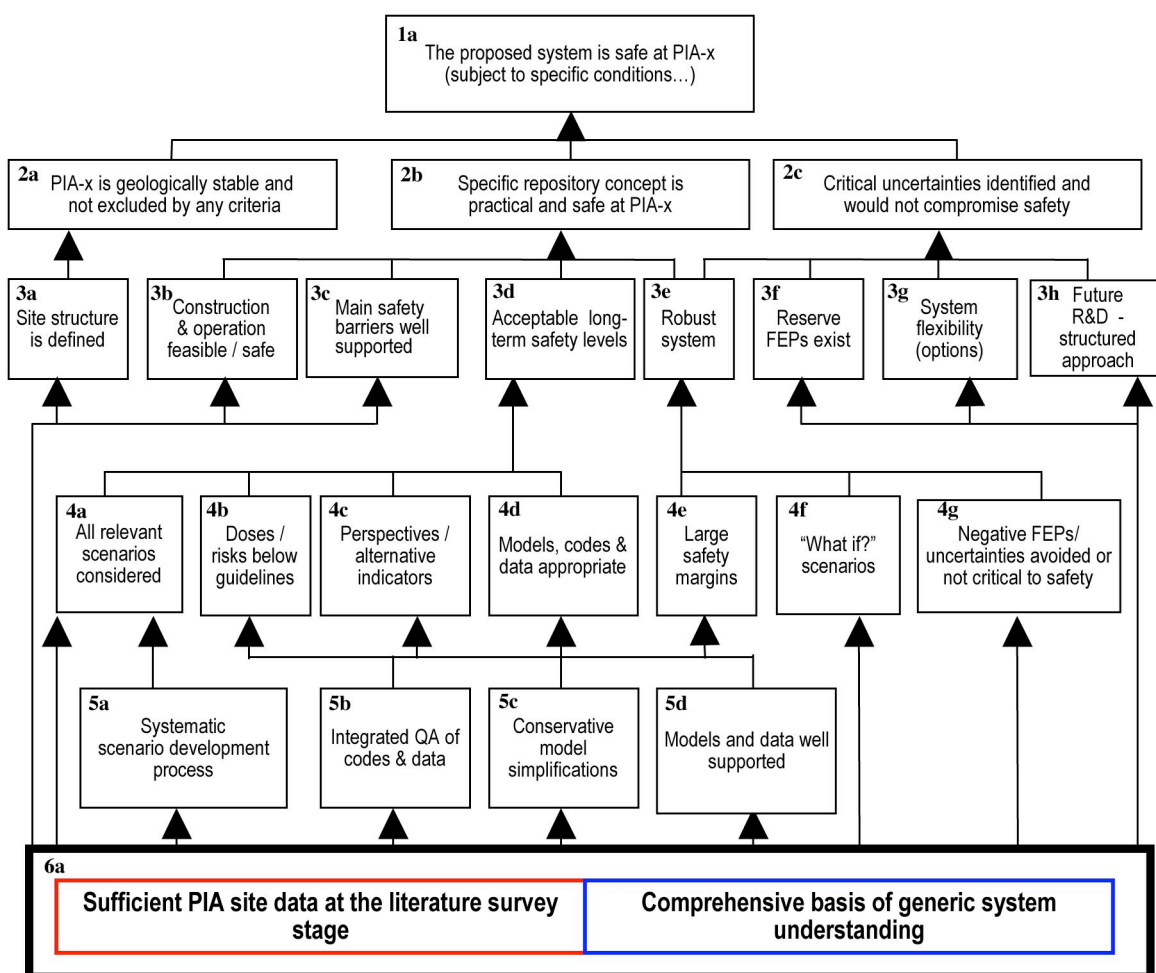 1a
The proposed system is safe at PIA-x
(subject to specific conditions…)
2a
PIA-x is geologically stable and
not excluded by any criteria
2b
Specific repository concept is
practical and safe at PIA-x
2c
Critical uncertainties identified and
would not compromise safety
3a
Site structure
is defined
3b
Construction
& operation
feasible / safe
3c
Main safety
barriers well
supported
3d
Acceptable long-
term safety levels
3e
Robust
system
3f
Reserve
FEPs exist
3g
System
flexibility
(options)
3h
Future
R&D -
structured
approach
4a
All relevant
scenarios
considered
4b
Doses /
risks below
guidelines
4c
Perspectives /
alternative
indicators
4d
Models, codes &
data appropriate
4e
Large
safety
margins
4f
“What if?”
scenarios
4g
Negative FEPs/
uncertainties avoided or
not critical to safety
5a
Systematic
scenario development
process
5b
Integrated QA of
codes & data
5c
Conservative
model
simplifications
5d
Models and data well
supported
6a
Sufficient PIA site data at the literature survey
stage
Comprehensive basis of generic system
understanding